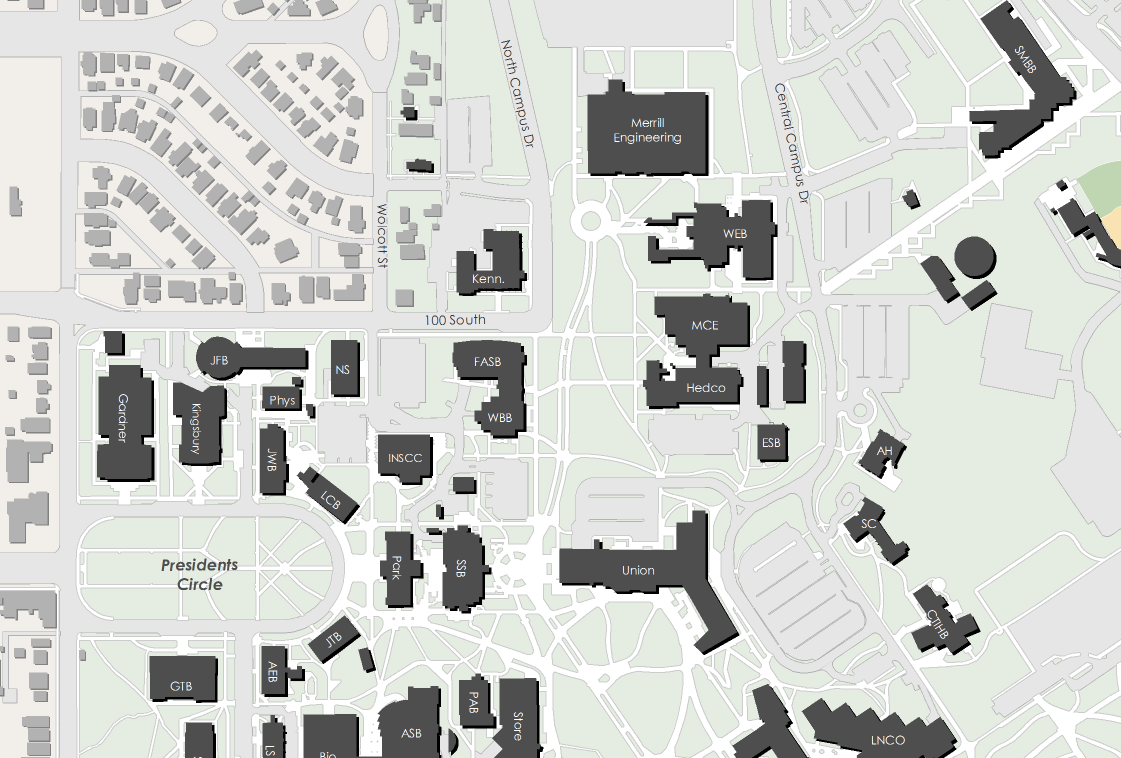 SMBB
North Campus Dr
Central Campus Dr
Merrill
Engineering
Wolcott St
WEB
Kenn.
100 South
MCE
JFB
NS
FASB
Hedco
Phys
Gardner
Kingsbury
WBB
ESB
AH
JWB
INSCC
LCB
SC
Presidents
Circle
Park
SSB
Union
CTIHB
JTB
AEB
GTB
PAB
Store
ASB
LNCO
LS
Bio